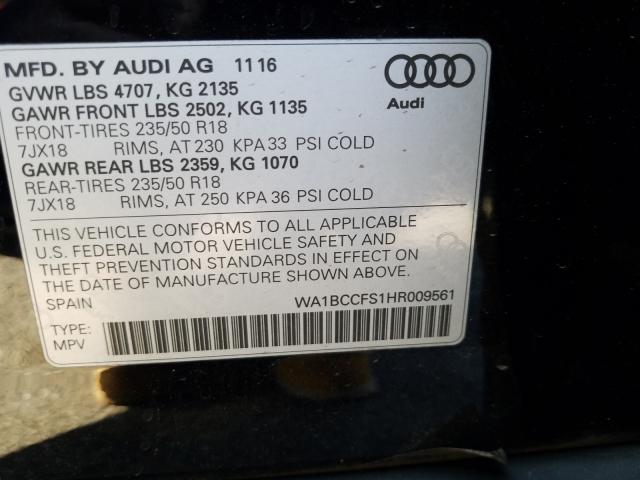 MFD. BY AUDI AG 11 16
GVWR LBS 4707, KG 2135
GAWR FRONT LBS 2502, KG 1135
FRONT-TIRES 235/50 R18
7JX18 RIMS, AT 230 KPA 33 PSI COLD
GAWR REAR LBS 2359, KG 1070
REAR-TIRES 235/50 R18
7JX18 RIMS, AT 250 KPA 36 PSI COLD
Audi
THIS VEHICLE CONFORMS TO ALL APPLICABLE
U.S. FEDERAL MOTOR VEHICLE SAFETY AND
THEFT PREVENTION STANDARDS IN EFFECT ON
THE DATE OF MANUFACTURE SHOWN ABOVE.
SPAIN WA1BCCFS1HR009561
TYPE:
MPV